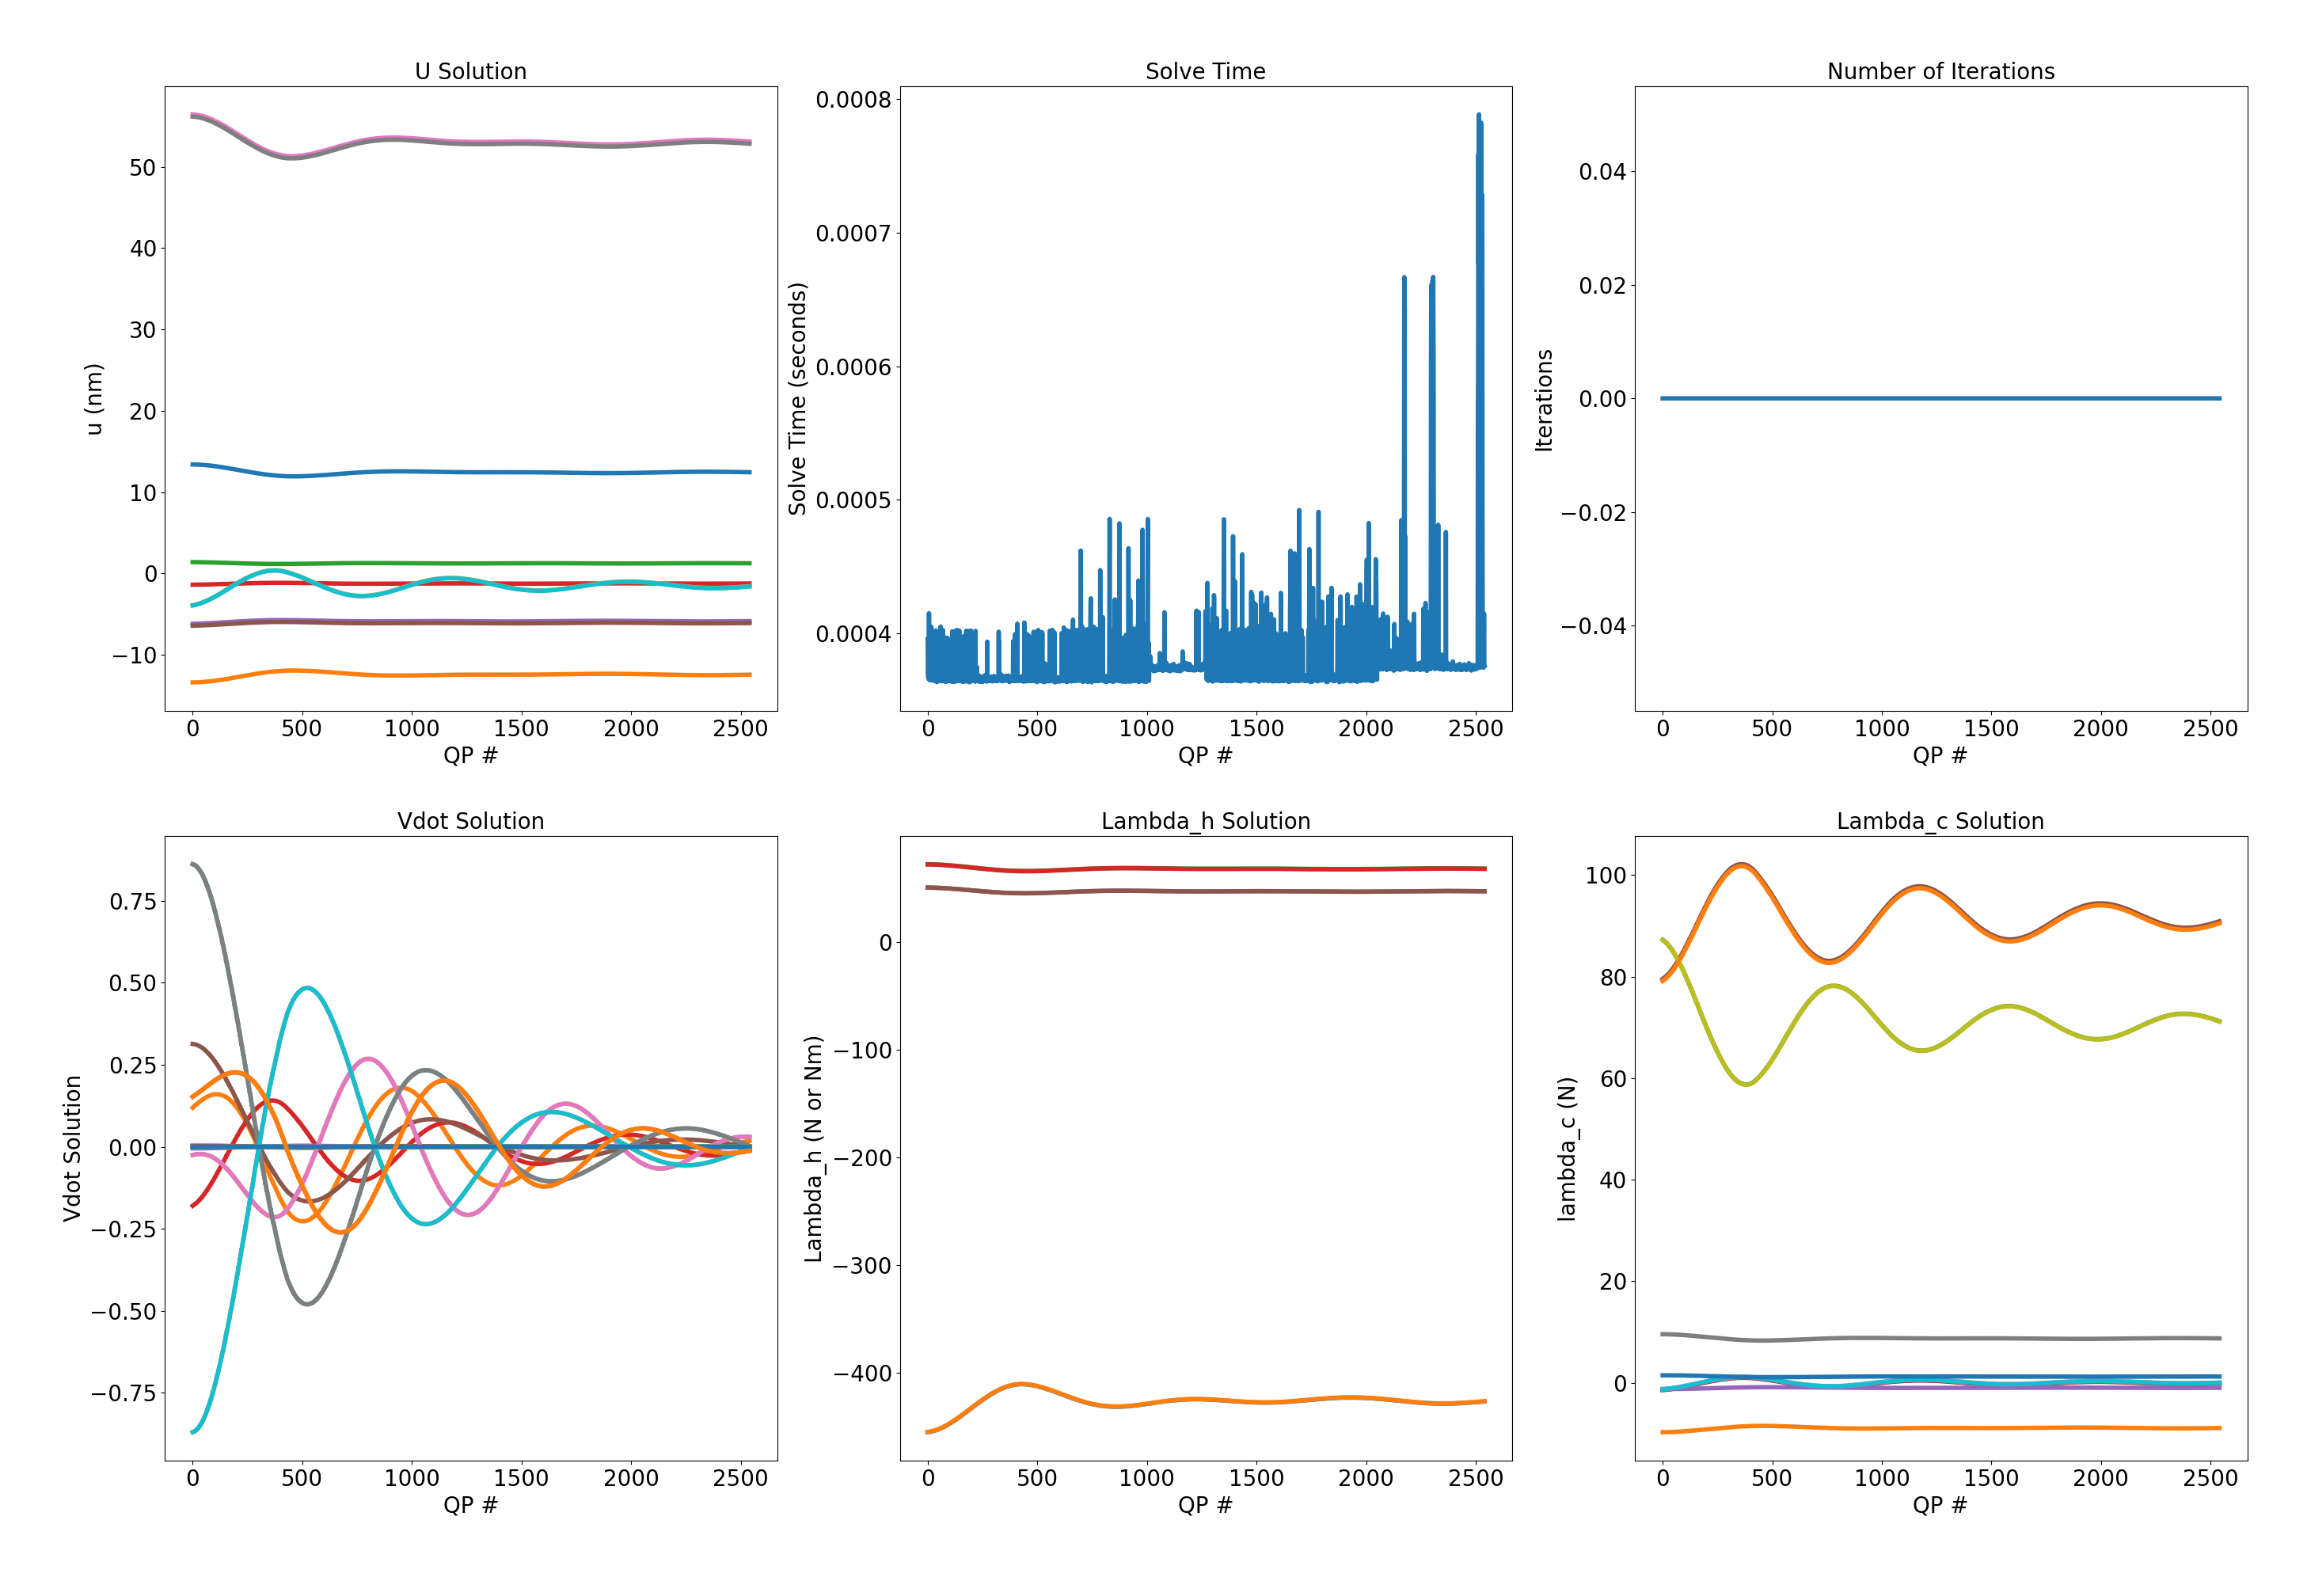 U Solution
u (nm)
50
40
30
20
10
0
−10
0 500 1000 1500 2000 2500
QP #
Solve Time
Solve Time (seconds)
0.0008
0.0007
0.0006
0.0005
0.0004
0 500 1000 1500 2000 2500
QP #
Number of Iterations
Iterations
0.04
0.02
0.00
−0.02
−0.04
0 500 1000 1500 2000 2500
QP #
Vdot Solution
Vdot Solution
0.75
0.50
0.25
0.00
−0.25
−0.50
−0.75
0 500 1000 1500 2000 2500
QP #
Lambda_h Solution
Lambda_h (N or Nm)
0
−100
−200
−300
−400
0 500 1000 1500 2000 2500
QP #
Lambda_c Solution
lambda_c (N)
100
80
60
40
20
0
0 500 1000 1500 2000 2500
QP #